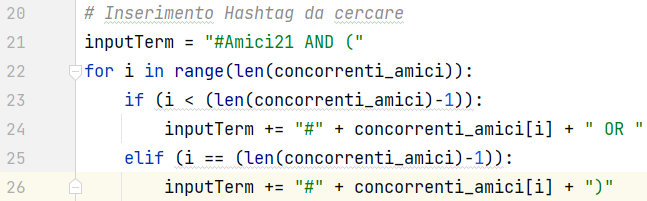 20 # Inserimento Hashtag da cercare
21 inputTerm = "#Amici21 AND ("
22 for i in range(len(concorrenti_amici)):
23     if (i < (len(concorrenti_amici)-1)):
24         inputTerm += "#" + concorrenti_amici[i] + " OR "
25     elif (i == (len(concorrenti_amici)-1)):
26         inputTerm += "#" + concorrenti_amici[i] + ")"